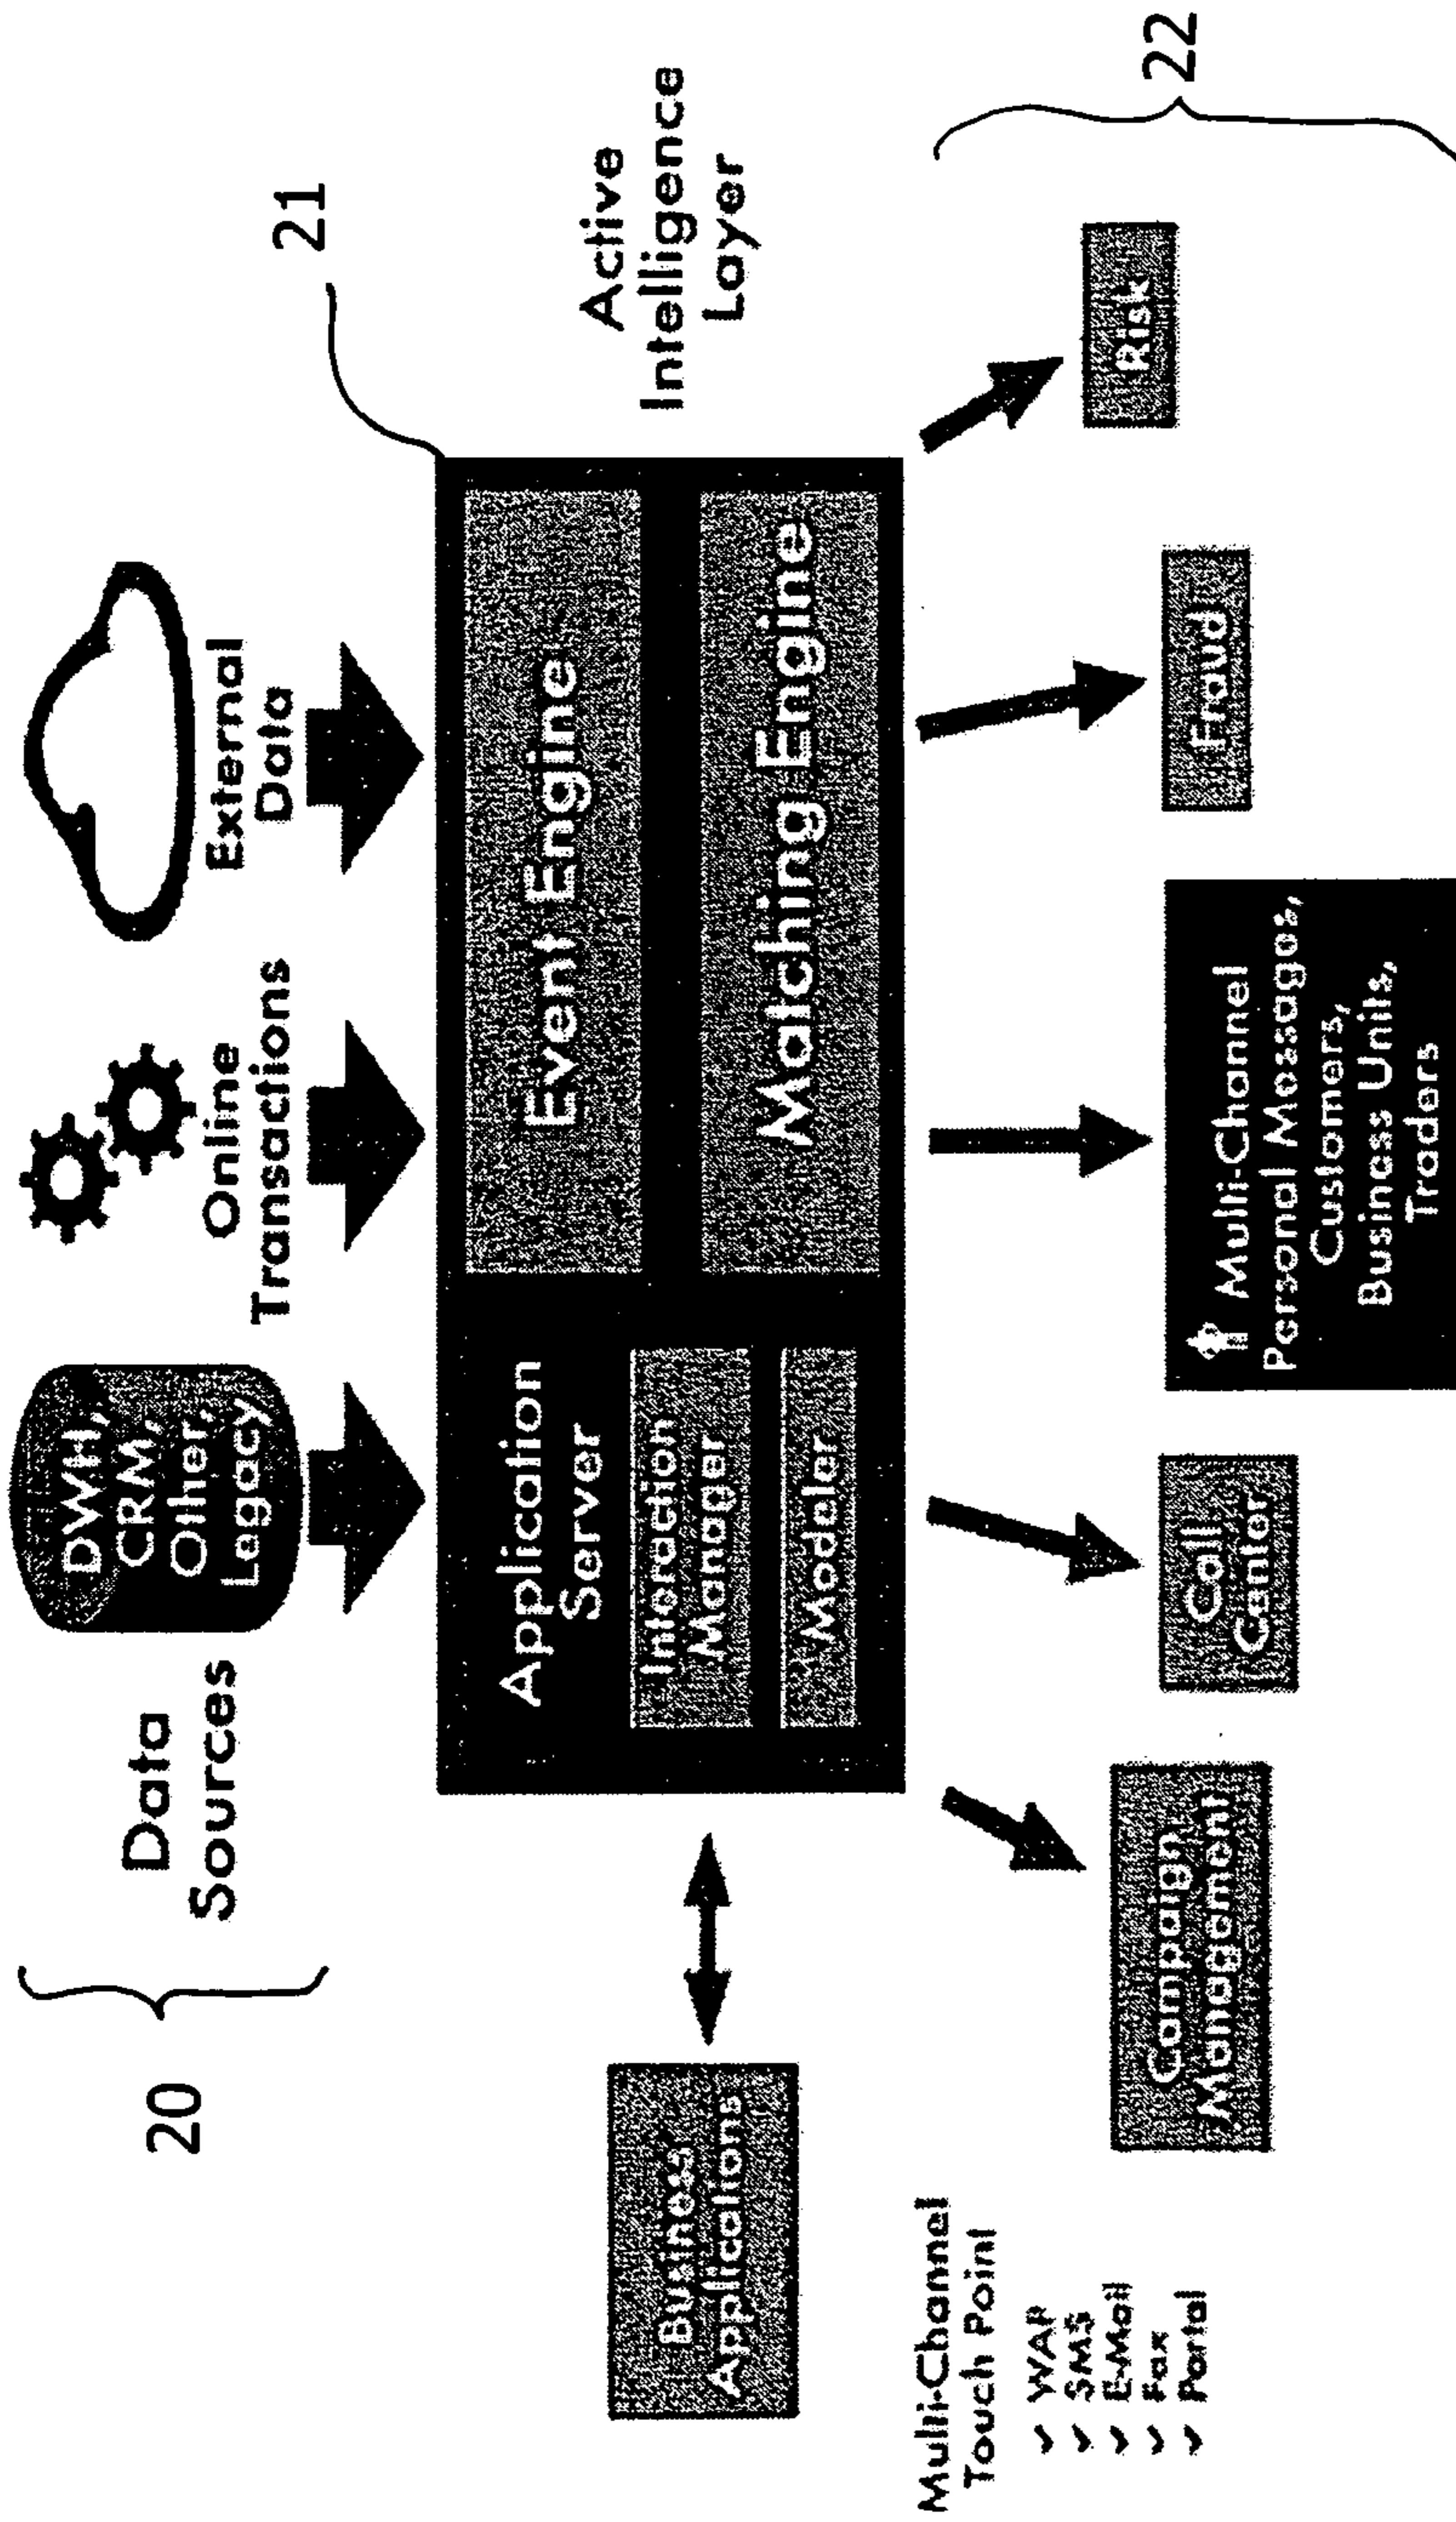 20
Data
Sources
DWH,
CRM,
Other,
Legacy
Online
Transactions
External
Data
21
Business
Applications
Application
Server
Interaction
Manager
Modeler
Event Engine
Matching Engine
Active
Intelligence
Layer
Multi-Channel
Touch Point
✓ WAP
✓ SMS
✓ E-Mail
✓ Fax
✓ Portal
Campaign
Management
Call
Center
Multi-Channel
Personal Messages,
Customers,
Business Units,
Traders
Fraud
Risk
22